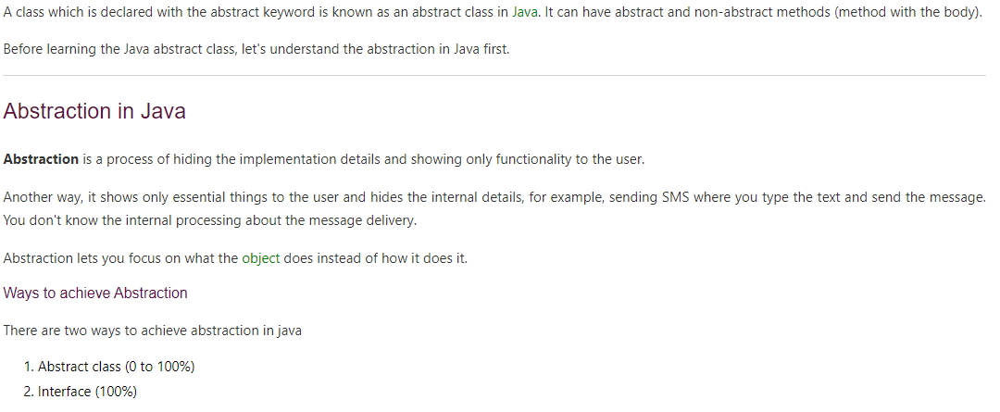 A class which is declared with the abstract keyword is known as an abstract class in Java. It can have abstract and non-abstract methods (method with the body).
Before learning the Java abstract class, let's understand the abstraction in Java first.
Abstraction in Java
Abstraction is a process of hiding the implementation details and showing only functionality to the user.
Another way, it shows only essential things to the user and hides the internal details, for example, sending SMS where you type the text and send the message.
You don't know the internal processing about the message delivery.
Abstraction lets you focus on what the object does instead of how it does it.
Ways to achieve Abstraction
There are two ways to achieve abstraction in java
1. Abstract class (0 to 100%)
2. Interface (100%)